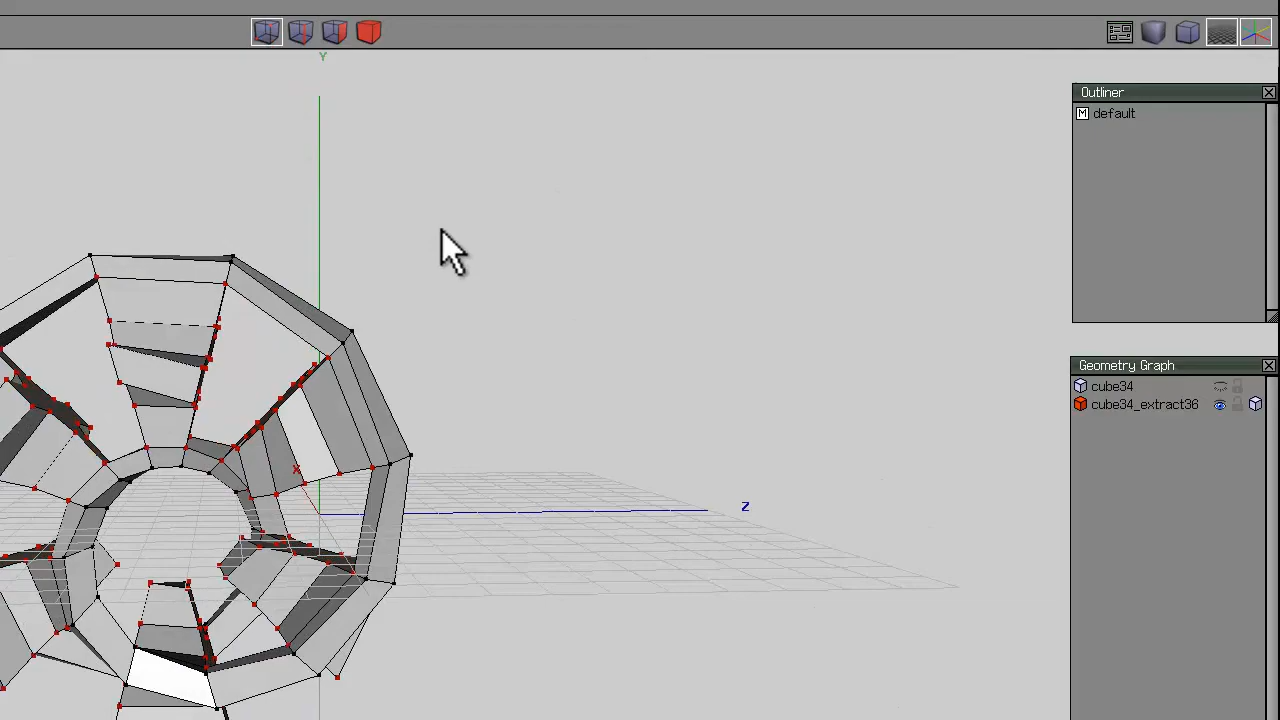 Y
Outliner
M default
X
Z
Geometry Graph
cube34
cube34_extract36